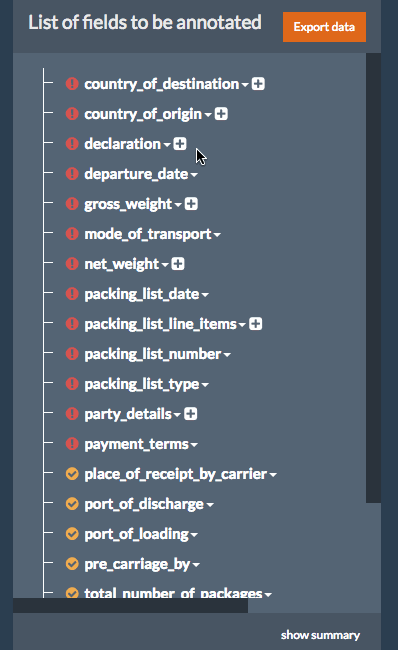 List of fields to be annotated
Export data
country_of_destination
country_of_origin
declaration
departure_date
gross_weight
mode_of_transport
net_weight
packing_list_date
packing_list_line_items
packing_list_number
packing_list_type
party_details
payment_terms
place_of_receipt_by_carrier
port_of_discharge
port_of_loading
pre_carriage_by
total_number_of_packages
show summary